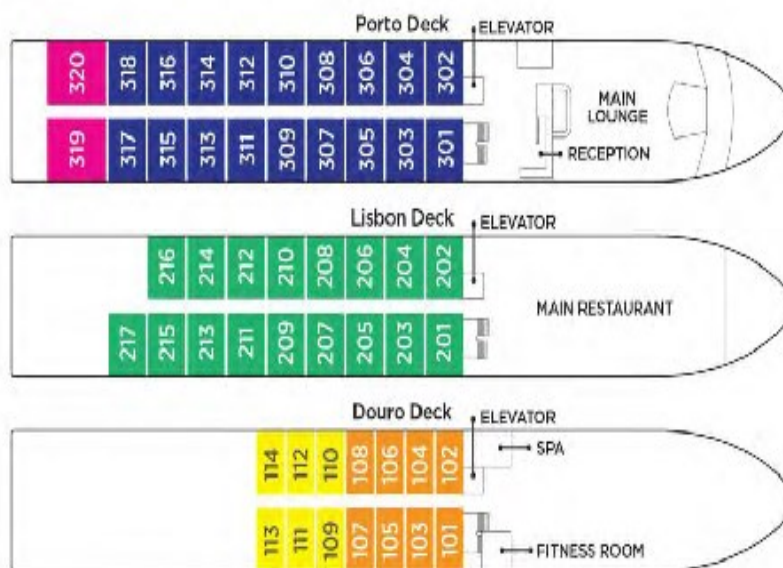 Porto Deck
ELEVATOR
320 318 316 314 312 310 308 306 304 302
MAIN
LOUNGE
319 317 315 313 311 309 307 305 303 301
RECEPTION
Lisbon Deck
ELEVATOR
216 214 212 210 208 206 204 202
MAIN RESTAURANT
217 215 213 211 209 207 205 203 201
Douro Deck
ELEVATOR
114 112 110 108 106 104 102
SPA
113 111 109 107 105 103 101
FITNESS ROOM